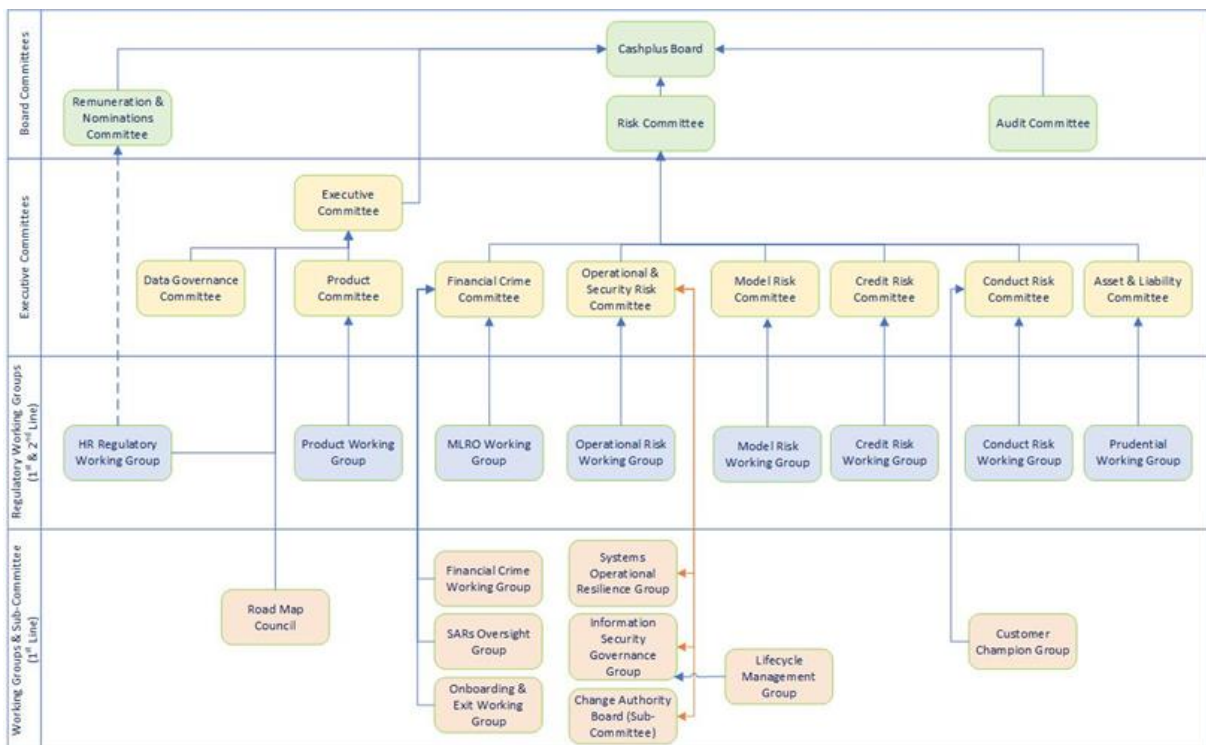 Board Committees
Cashplus Board
Remuneration &
Nominations
Committee
Risk Committee
Audit Committee
Executive Committees
Executive
Committee
Data Governance
Committee
Product
Committee
Financial Crime
Committee
Operational &
Security Risk
Committee
Model Risk
Committee
Credit Risk
Committee
Conduct Risk
Committee
Asset & Liability
Committee
Regulatory Working Groups
(1st & 2nd Line)
HR Regulatory
Working Group
Product Working
Group
MLRO Working
Group
Operational Risk
Working Group
Model Risk
Working Group
Credit Risk
Working Group
Conduct Risk
Working Group
Prudential
Working Group
Working Groups & Sub-Committee
(1st Line)
Road Map
Council
Financial Crime
Working Group
SARs Oversight
Group
Onboarding &
Exit Working
Group
Systems
Operational
Resilience Group
Information
Security
Governance
Group
Change Authority
Board (Sub-
Committee)
Lifecycle
Management
Group
Customer
Champion Group